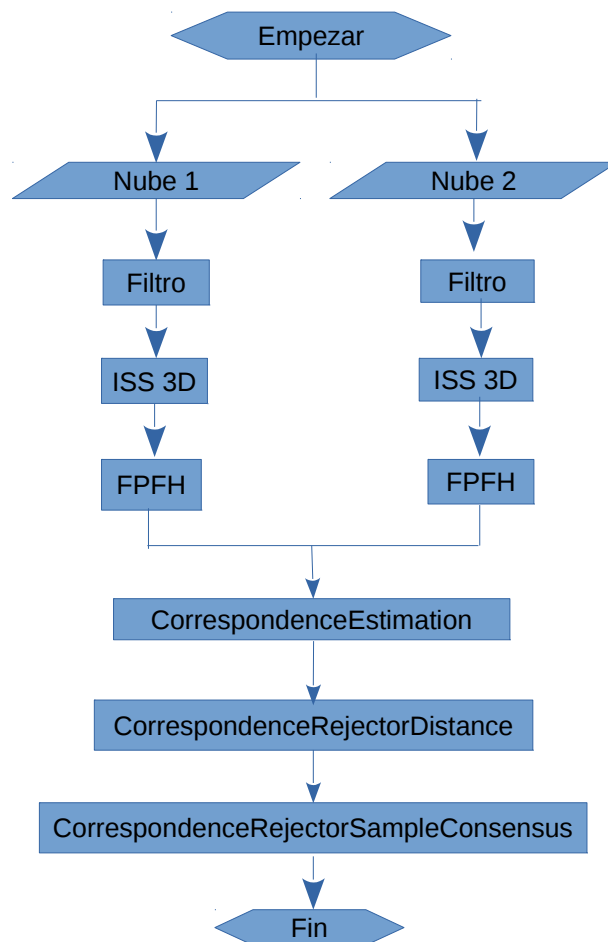 Empezar
Nube 1
Nube 2
Filtro
Filtro
ISS 3D
ISS 3D
FPFH
FPFH
CorrespondenceEstimation
CorrespondenceRejectorDistance
CorrespondenceRejectorSampleConsensus
Fin